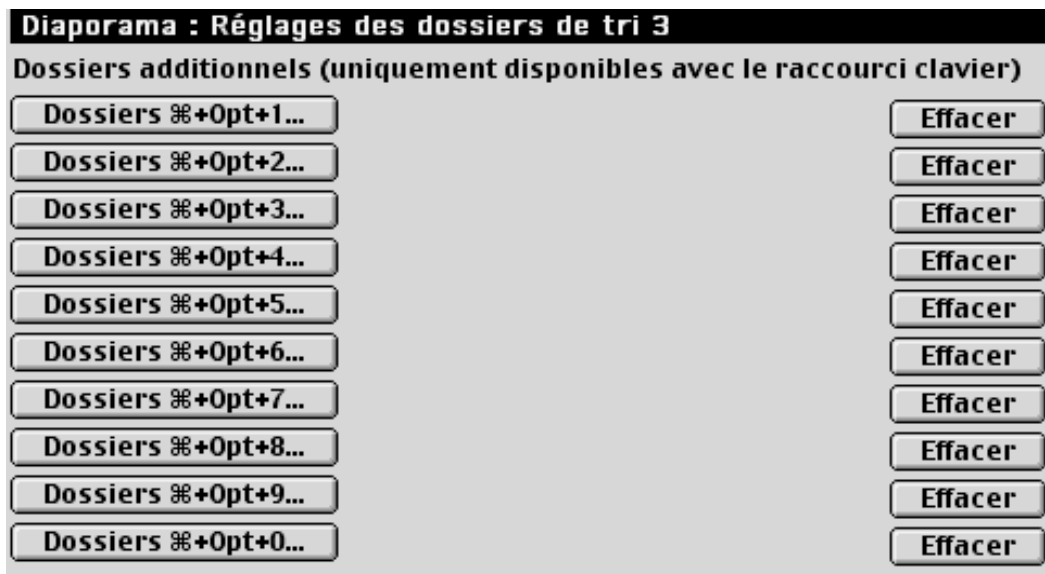 Diaporama : Réglages des dossiers de tri 3
Dossiers additionnels (uniquement disponibles avec le raccourci clavier)
Dossiers ⌘+Opt+1... Effacer
Dossiers ⌘+Opt+2... Effacer
Dossiers ⌘+Opt+3... Effacer
Dossiers ⌘+Opt+4... Effacer
Dossiers ⌘+Opt+5... Effacer
Dossiers ⌘+Opt+6... Effacer
Dossiers ⌘+Opt+7... Effacer
Dossiers ⌘+Opt+8... Effacer
Dossiers ⌘+Opt+9... Effacer
Dossiers ⌘+Opt+0... Effacer